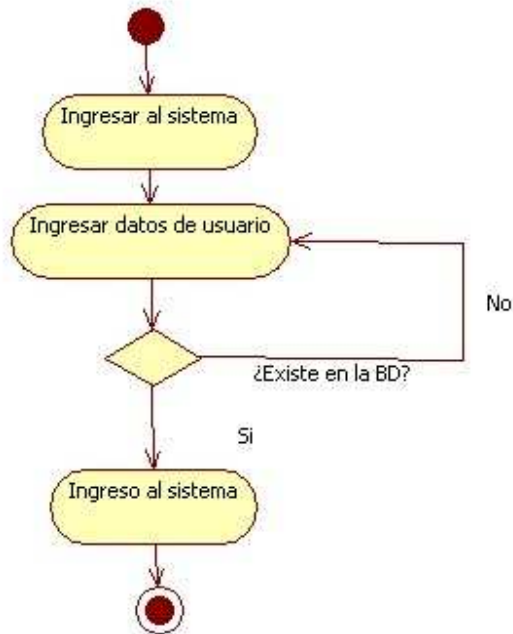 Ingresar al sistema
Ingresar datos de usuario
No
¿Existe en la BD?
Si
Ingreso al sistema